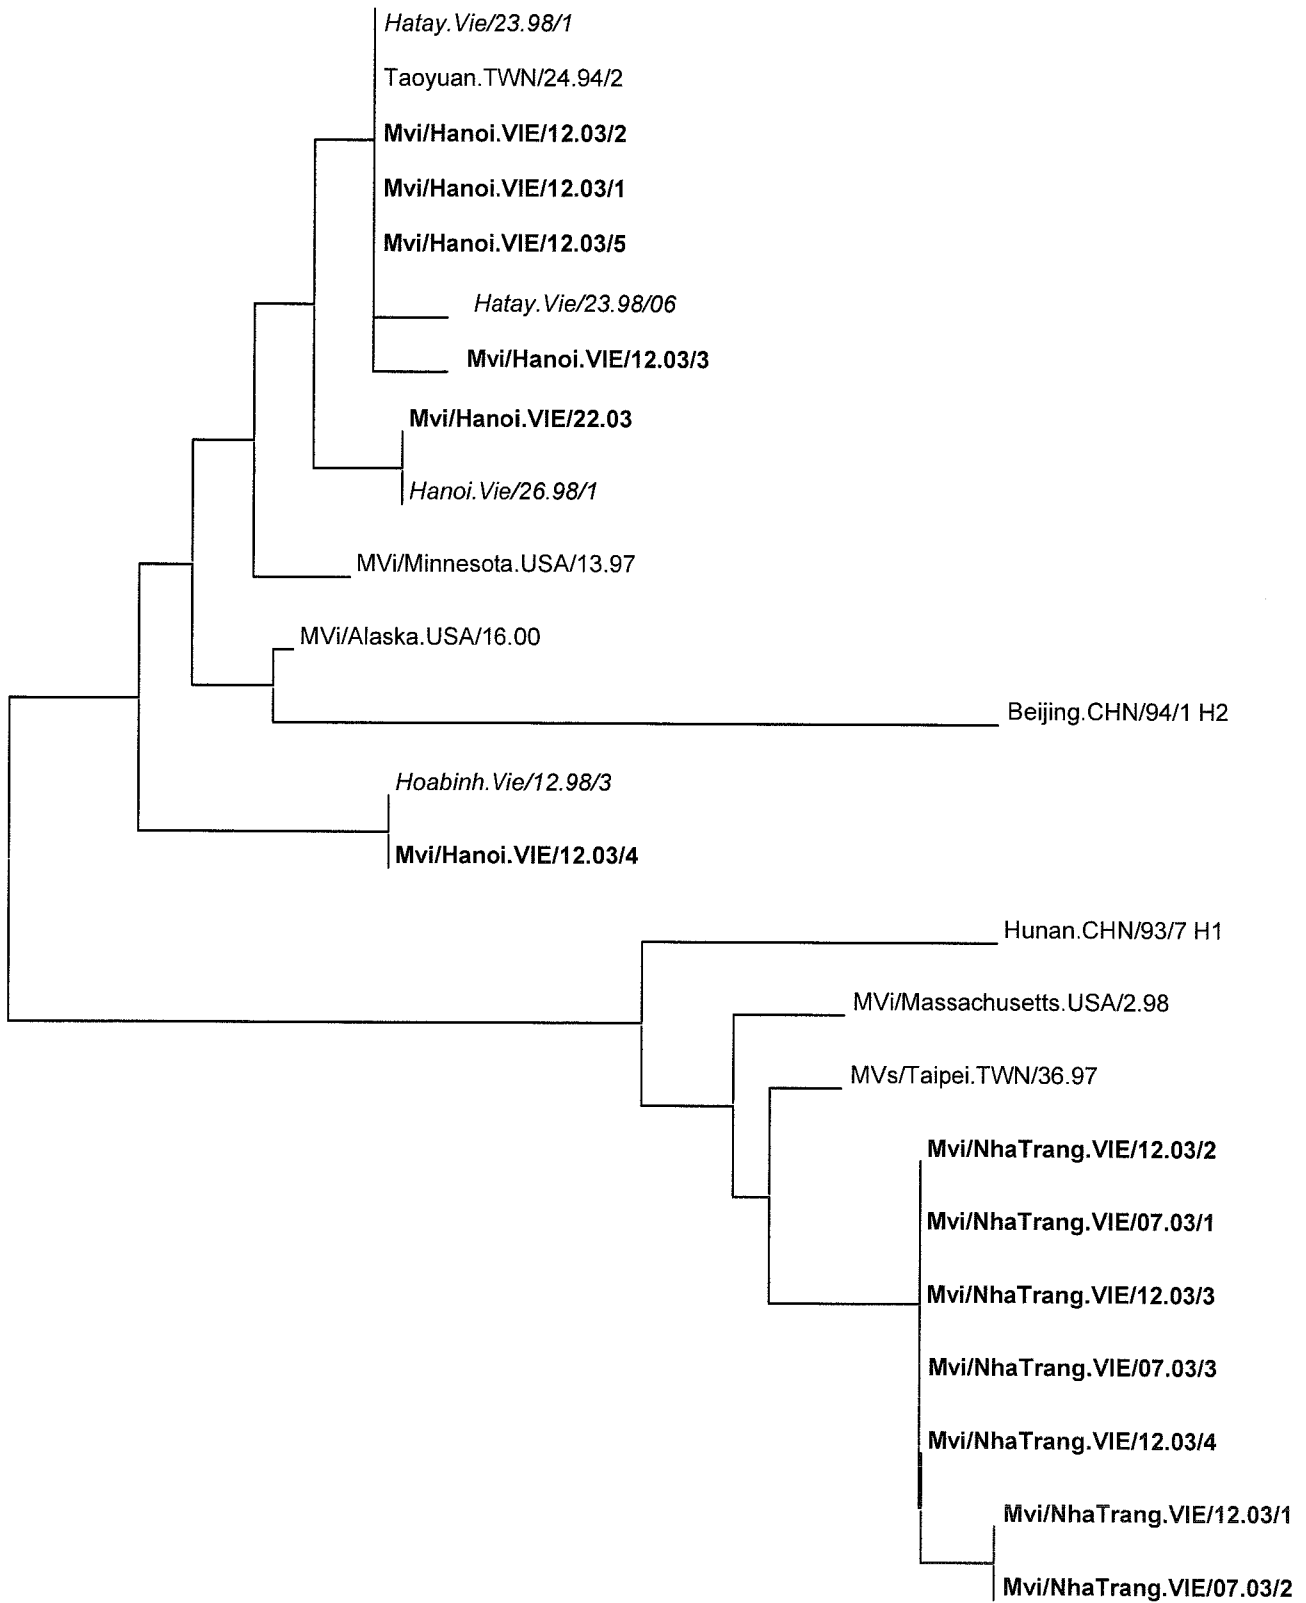 Hatay.Vie/23.98/1
Taoyuan.TWN/24.94/2
Mvi/Hanoi.VIE/12.03/2
Mvi/Hanoi.VIE/12.03/1
Mvi/Hanoi.VIE/12.03/5
Hatay.Vie/23.98/06
Mvi/Hanoi.VIE/12.03/3
Mvi/Hanoi.VIE/22.03
Hanoi.Vie/26.98/1
MVi/Minnesota.USA/13.97
MVi/Alaska.USA/16.00
Beijing.CHN/94/1 H2
Hoabinh.Vie/12.98/3
Mvi/Hanoi.VIE/12.03/4
Hunan.CHN/93/7 H1
MVi/Massachusetts.USA/2.98
MVs/Taipei.TWN/36.97
Mvi/NhaTrang.VIE/12.03/2
Mvi/NhaTrang.VIE/07.03/1
Mvi/NhaTrang.VIE/12.03/3
Mvi/NhaTrang.VIE/07.03/3
Mvi/NhaTrang.VIE/12.03/4
Mvi/NhaTrang.VIE/12.03/1
Mvi/NhaTrang.VIE/07.03/2